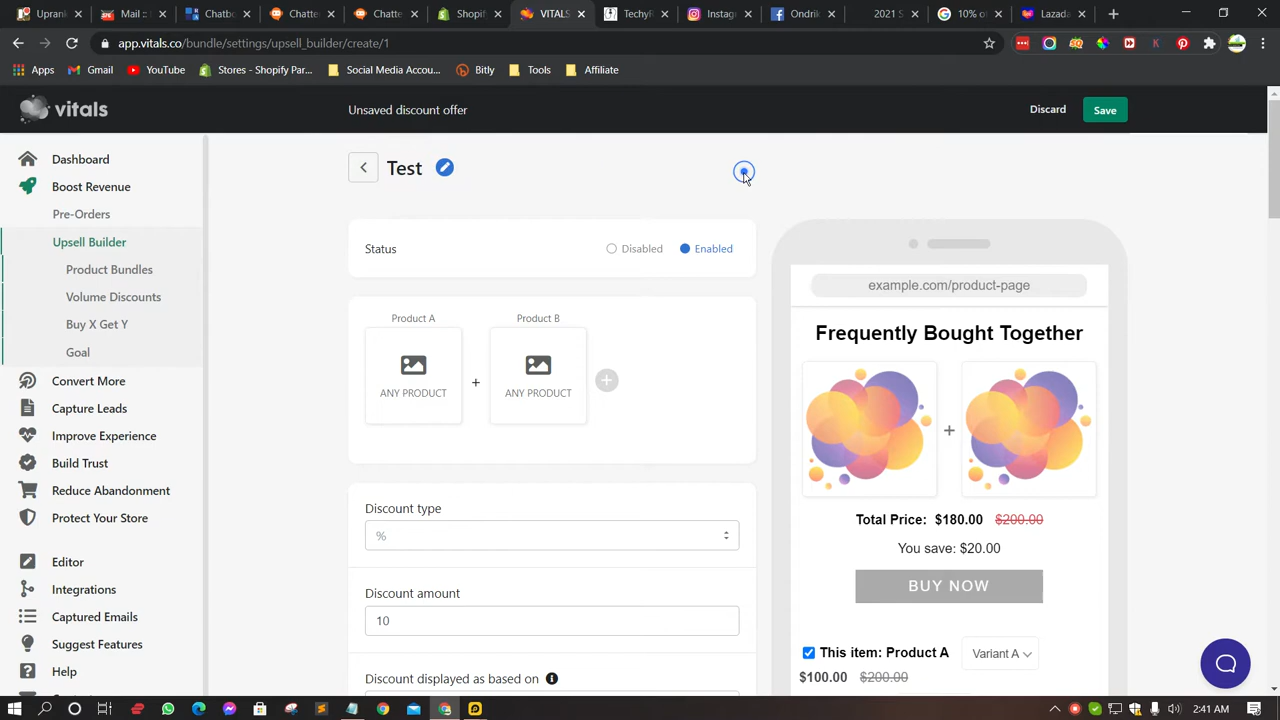 Uprank
Mail ::
Chatbo
Chatte
Chatte
Shopif
VITALS
TechyR
Instag
Ondrik
2021 S
10% o
Lazada
app.vitals.co/bundle/settings/upsell_builder/create/1
Apps
Gmail
YouTube
Stores - Shopify Par...
Social Media Accou...
Bitly
Tools
Affiliate
vitals
Unsaved discount offer
Discard
Save
Dashboard
Boost Revenue
Pre-Orders
Upsell Builder
Product Bundles
Volume Discounts
Buy X Get Y
Goal
Convert More
Capture Leads
Improve Experience
Build Trust
Reduce Abandonment
Protect Your Store
Editor
Integrations
Captured Emails
Suggest Features
Help
Test
Status
Disabled
Enabled
Product A
Product B
ANY PRODUCT
+
ANY PRODUCT
Discount type
%
Discount amount
10
Discount displayed as based on
example.com/product-page
Frequently Bought Together
+
Total Price: $180.00 $200.00
You save: $20.00
BUY NOW
This item: Product A
Variant A
$100.00 $200.00
2:41 AM